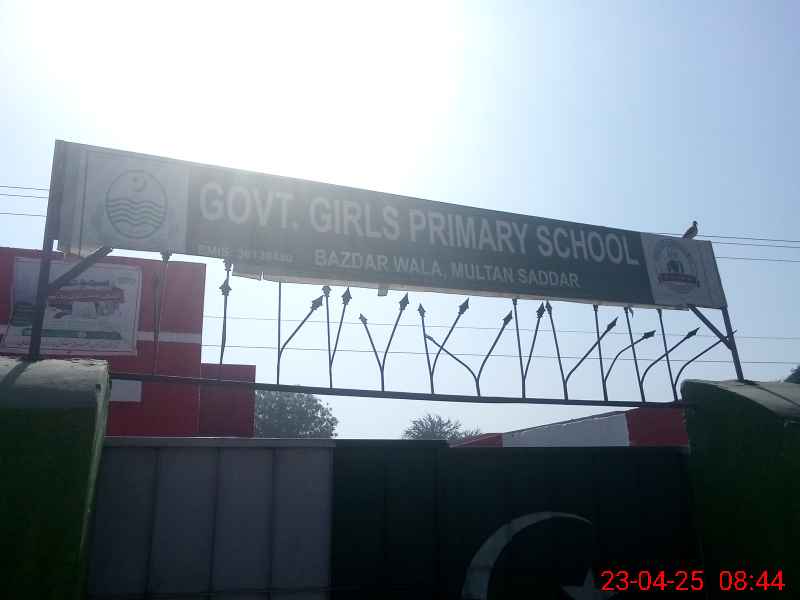 GOVT. GIRLS PRIMARY SCHOOL
BAZDAR WALA, MULTAN SADDAR
23-04-25 08:44